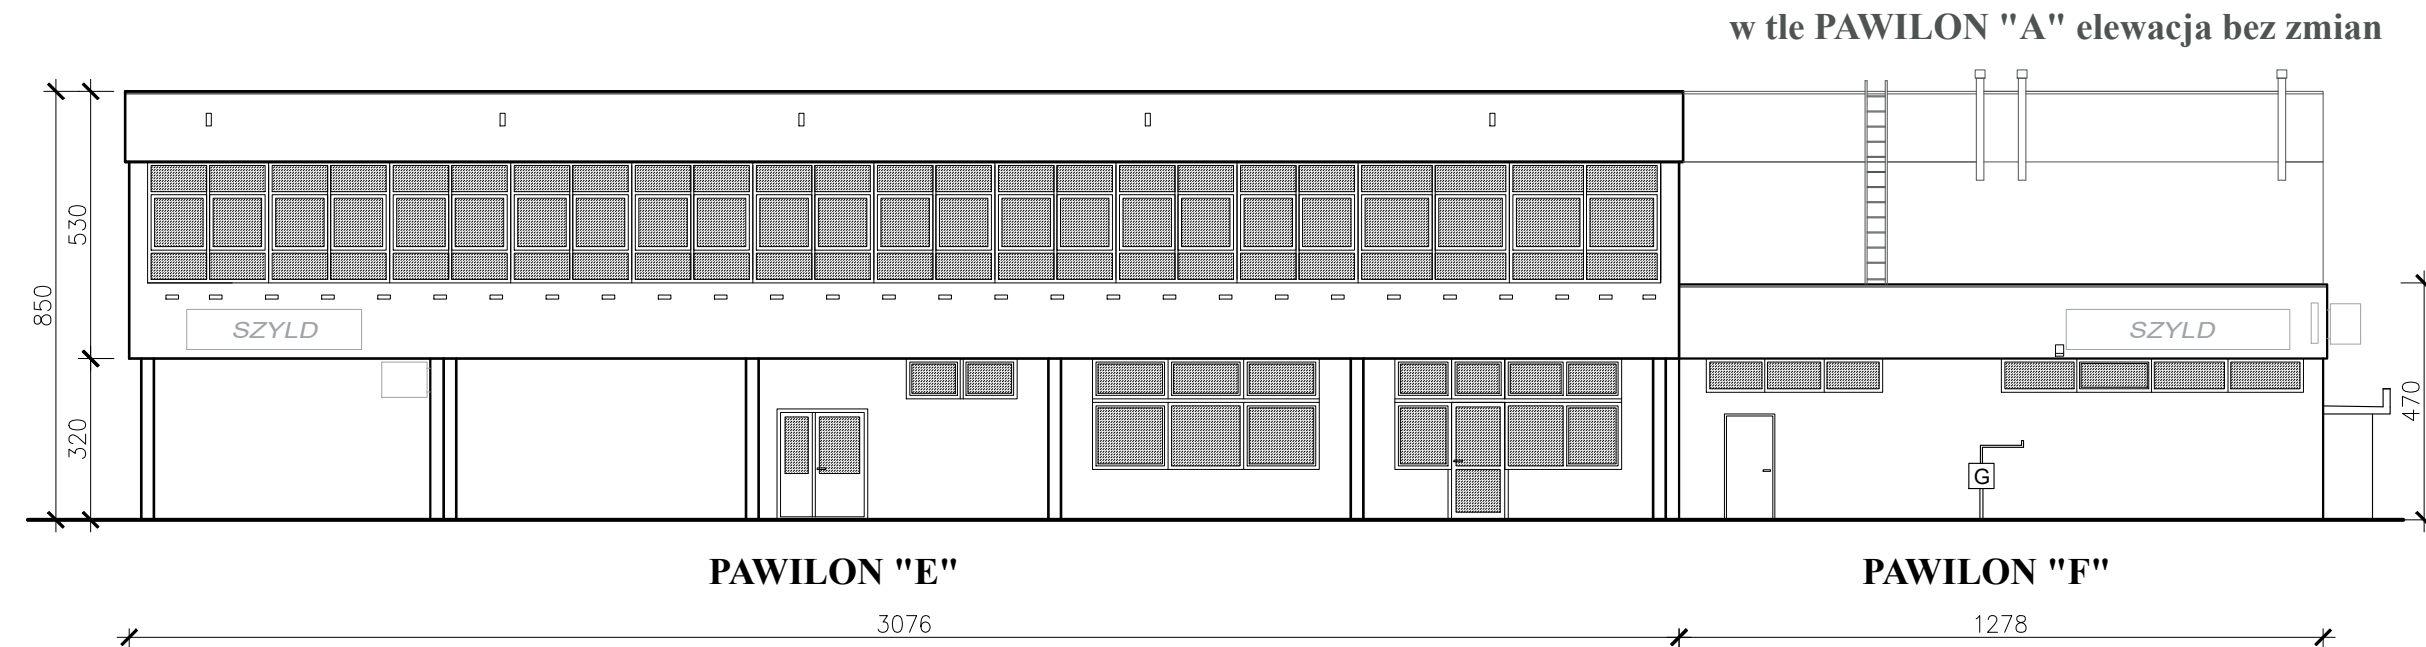 w tle PAWILON "A" elewacja bez zmian
530
850
SZYLD
SZYLD
320
470
G
PAWILON "E"
PAWILON "F"
3076
1278